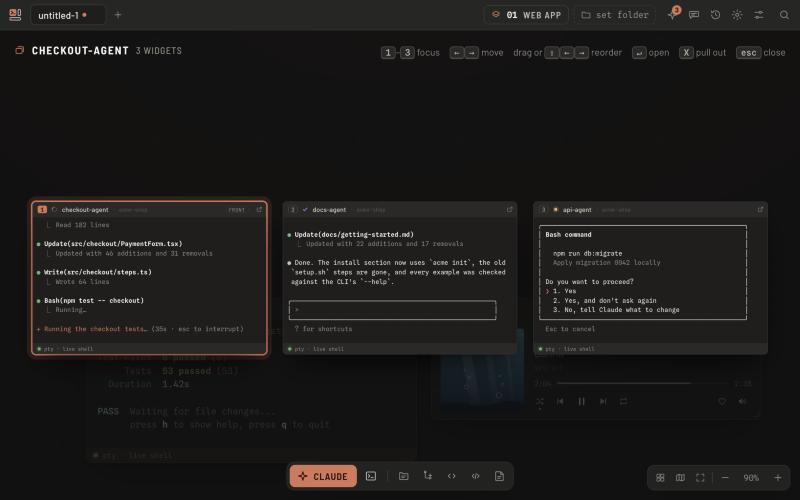 untitled-1
01 WEB APP
set folder
3
CHECKOUT-AGENT 3 WIDGETS
1 - 3 focus ← → move drag or ⇧ ← → reorder ↵ open X pull out esc close
1 checkout-agent acme-shop FRONT
⎿ Read 182 lines
● Update(src/checkout/PaymentForm.tsx)
⎿ Updated with 46 additions and 31 removals
● Write(src/checkout/steps.ts)
⎿ Wrote 64 lines
● Bash(npm test -- checkout)
⎿ Running…
+ Running the checkout tests… (35s · esc to interrupt)
pty · live shell
2 docs-agent acme-shop
● Update(docs/getting-started.md)
⎿ Updated with 22 additions and 17 removals
● Done. The install section now uses `acme init`, the old
`setup.sh` steps are gone, and every example was checked
against the CLI's `--help`.
>
? for shortcuts
pty · live shell
3 api-agent acme-shop
Bash command
npm run db:migrate
Apply migration 0042 locally
Do you want to proceed?
❯ 1. Yes
2. Yes, and don't ask again
3. No, tell Claude what to change
Esc to cancel
pty · live shell
Tests 53 passed (53)
Duration 1.42s
PASS Waiting for file changes...
press h to show help, press q to quit
pty · live shell
2:04
CLAUDE
90%